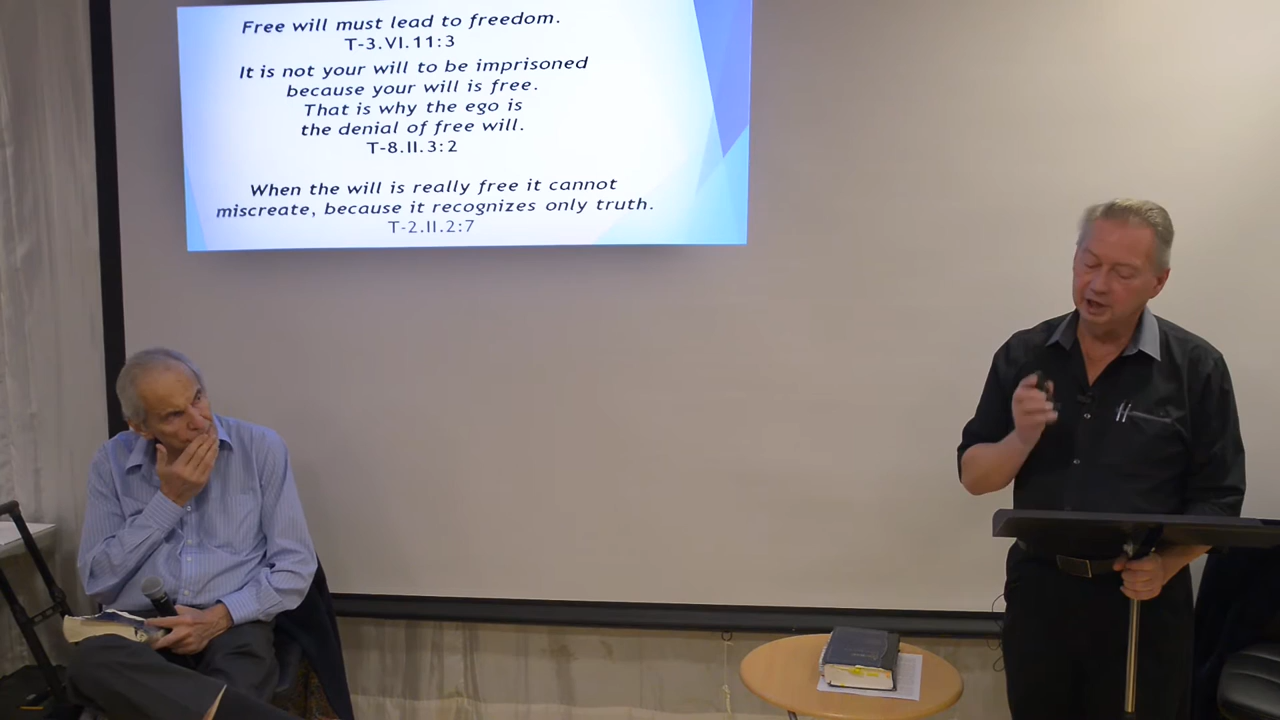 Free will must lead to freedom.
T-3.VI.11:3
It is not your will to be imprisoned
because your will is free.
That is why the ego is
the denial of free will.
T-8.II.3:2
When the will is really free it cannot
miscreate, because it recognizes only truth.
T-2.II.2:7